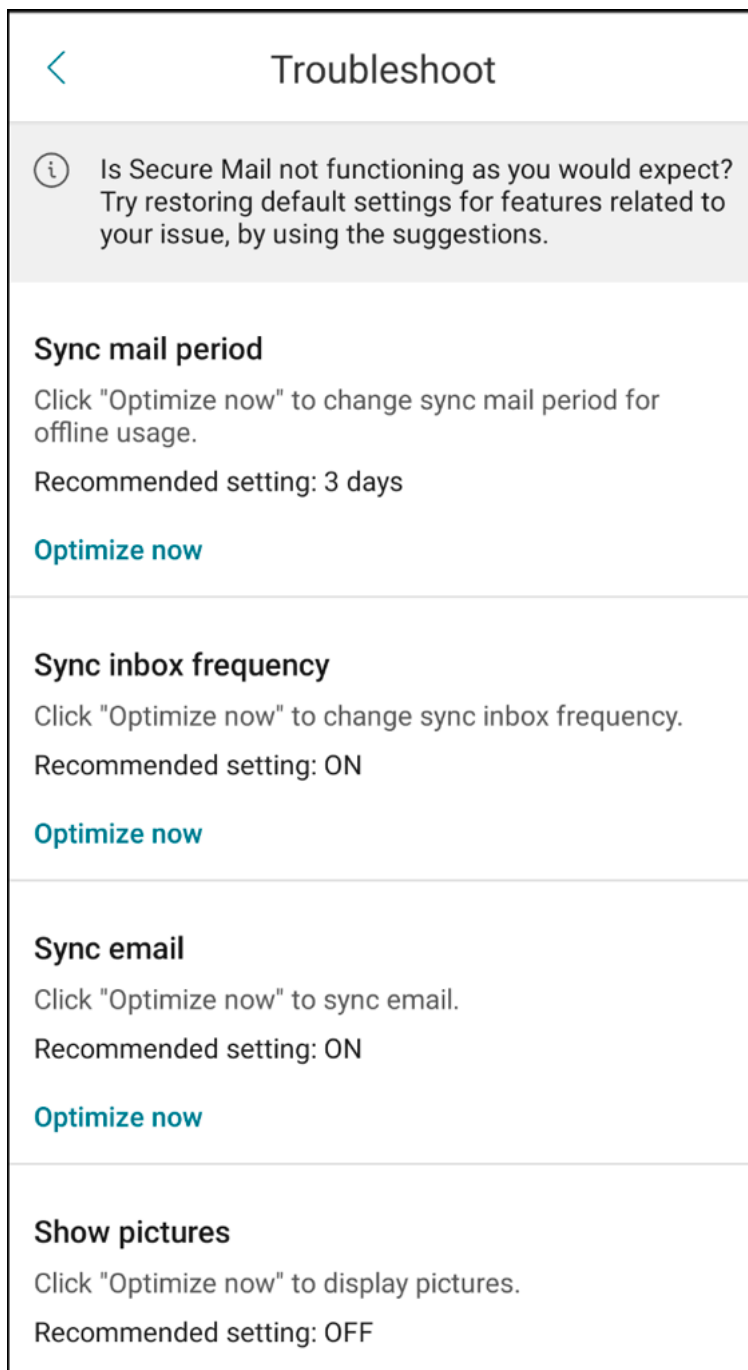 Troubleshoot
Is Secure Mail not functioning as you would expect?
Try restoring default settings for features related to
your issue, by using the suggestions.
Sync mail period
Click "Optimize now" to change sync mail period for
offline usage.
Recommended setting: 3 days
Optimize now
Sync inbox frequency
Click "Optimize now" to change sync inbox frequency.
Recommended setting: ON
Optimize now
Sync email
Click "Optimize now" to sync email.
Recommended setting: ON
Optimize now
Show pictures
Click "Optimize now" to display pictures.
Recommended setting: OFF